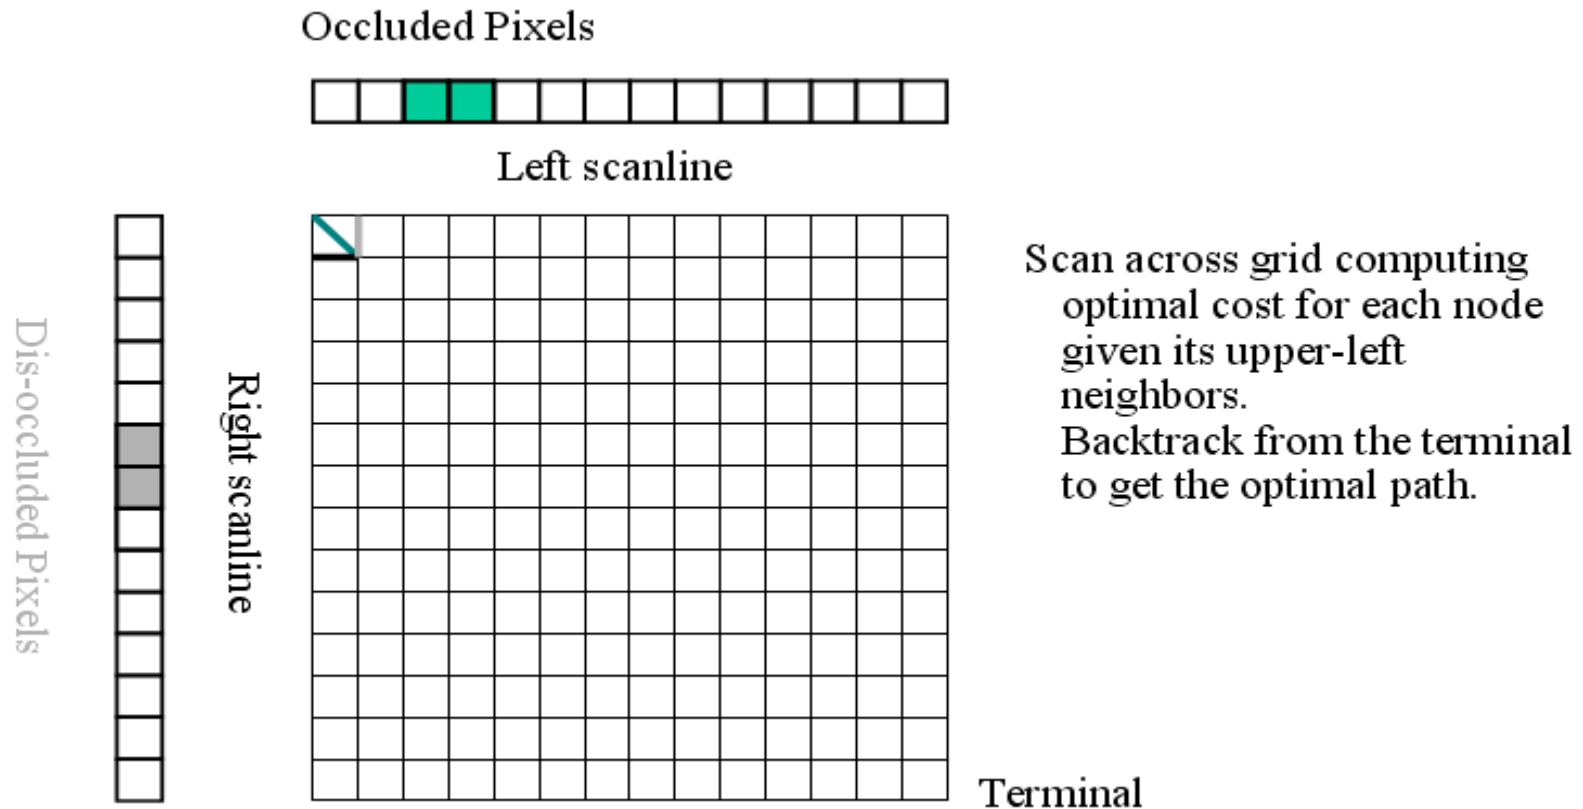 Occluded Pixels
Left scanline
Dis-occluded Pixels
Right scanline
Scan across grid computing
optimal cost for each node
given its upper-left
neighbors.
Backtrack from the terminal
to get the optimal path.
Terminal